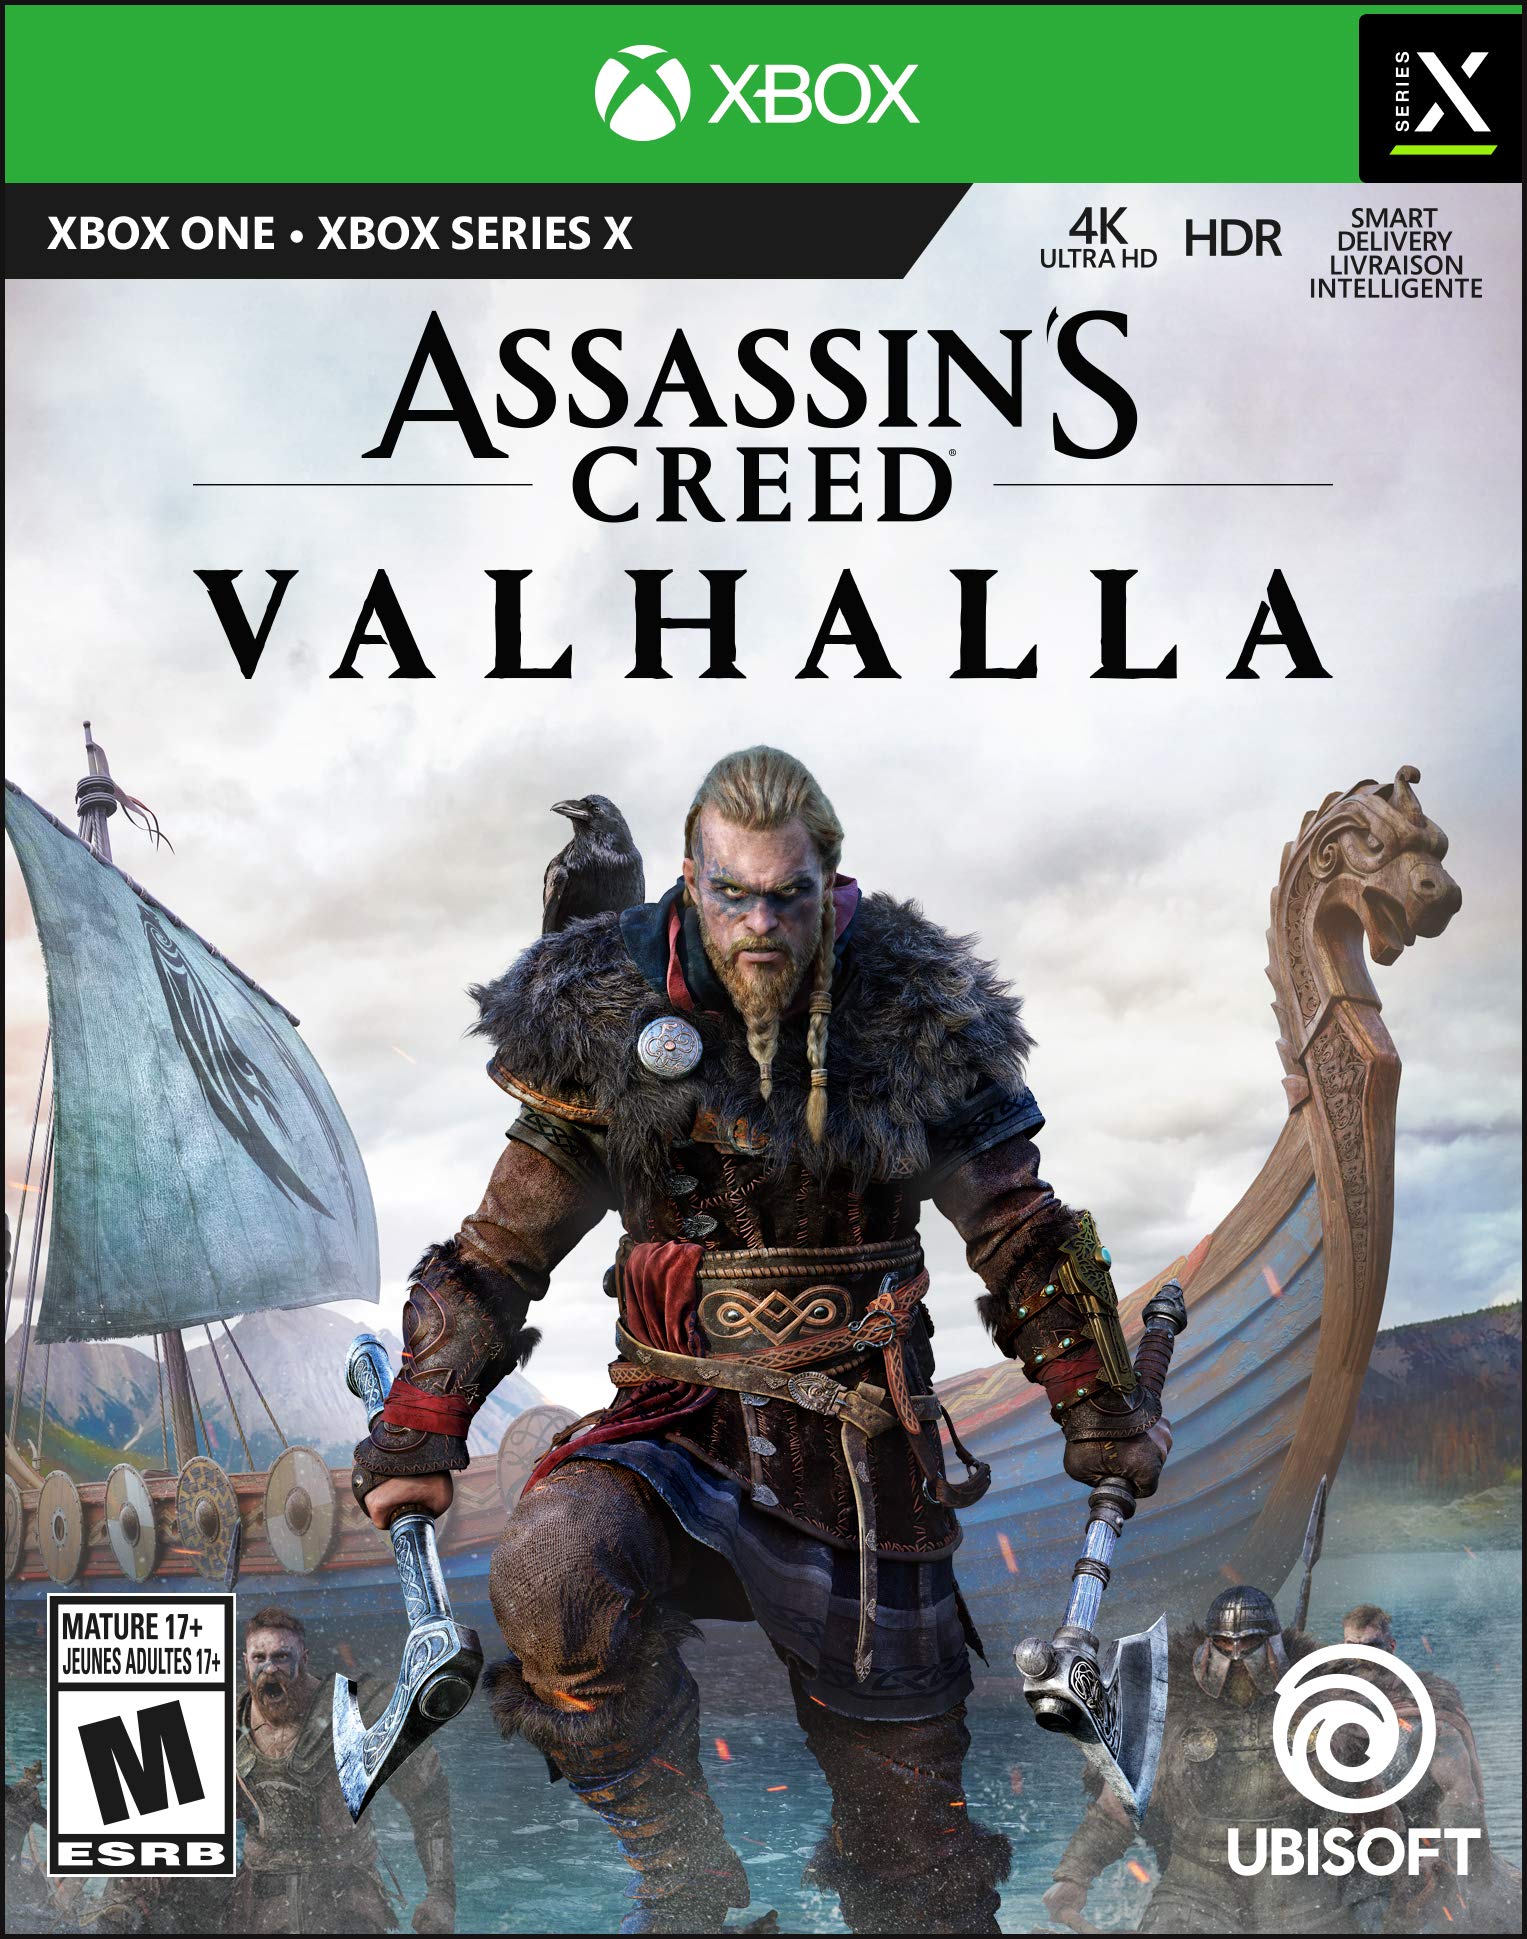 XBOX
SERIES X
XBOX ONE • XBOX SERIES X
4K
ULTRA HD
HDR
SMART
DELIVERY
LIVRAISON
INTELLIGENTE
ASSASSIN'S
CREED®
VALHALLA
MATURE 17+
JEUNES ADULTES 17+
M
ESRB
UBISOFT